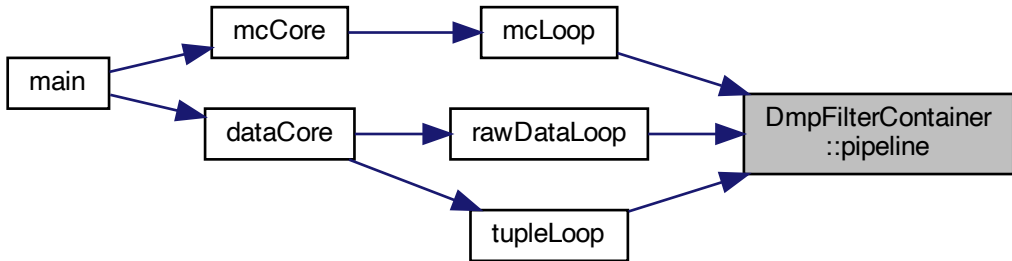 mcCore
mcLoop
main
dataCore
rawDataLoop
DmpFilterContainer
::pipeline
tupleLoop